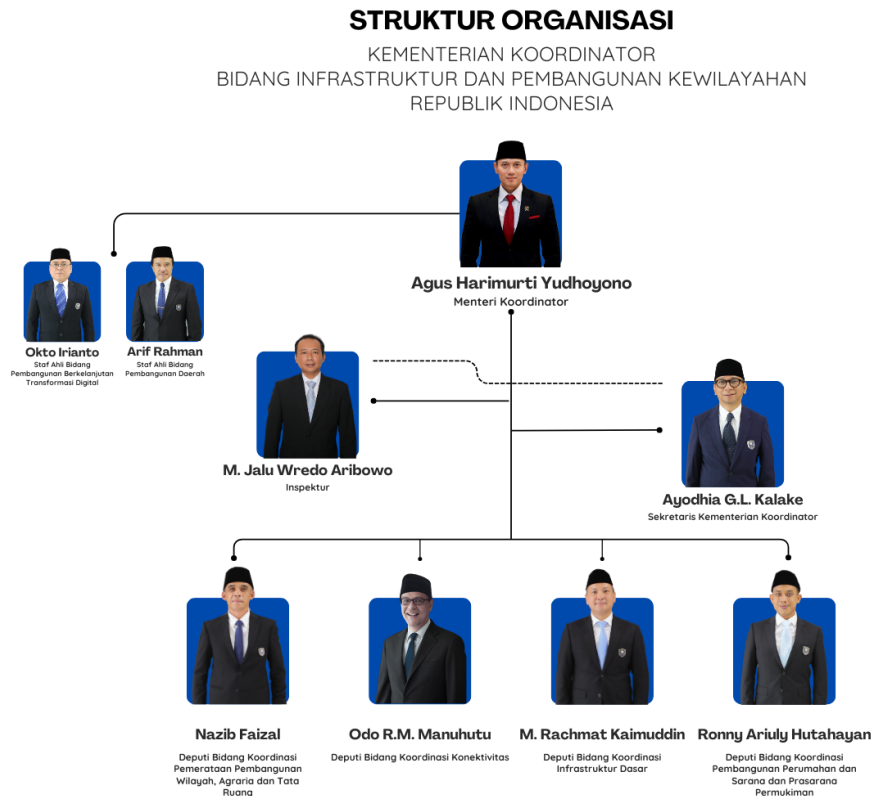 STRUKTUR ORGANISASI
KEMENTERIAN KOORDINATOR
BIDANG INFRASTRUKTUR DAN PEMBANGUNAN KEWILAYAHAN
REPUBLIK INDONESIA
Agus Harimurti Yudhoyono
Menteri Koordinator
Okto Irianto
Staf Ahli Bidang
Pembangunan Berkelanjutan
Transformasi Digital
Arif Rahman
Staf Ahli Bidang
Pembangunan Daerah
M. Jalu Wredo Aribowo
Inspektur
Ayodhia G.L. Kalake
Sekretaris Kementerian Koordinator
Nazib Faizal
Deputi Bidang Koordinasi
Pemerataan Pembangunan
Wilayah, Agraria dan Tata
Ruang
Odo R.M. Manuhutu
Deputi Bidang Koordinasi Konektivitas
M. Rachmat Kaimuddin
Deputi Bidang Koordinasi
Infrastruktur Dasar
Ronny Ariuly Hutahayan
Deputi Bidang Koordinasi
Pembangunan Perumahan dan
Sarana dan Prasarana
Permukiman